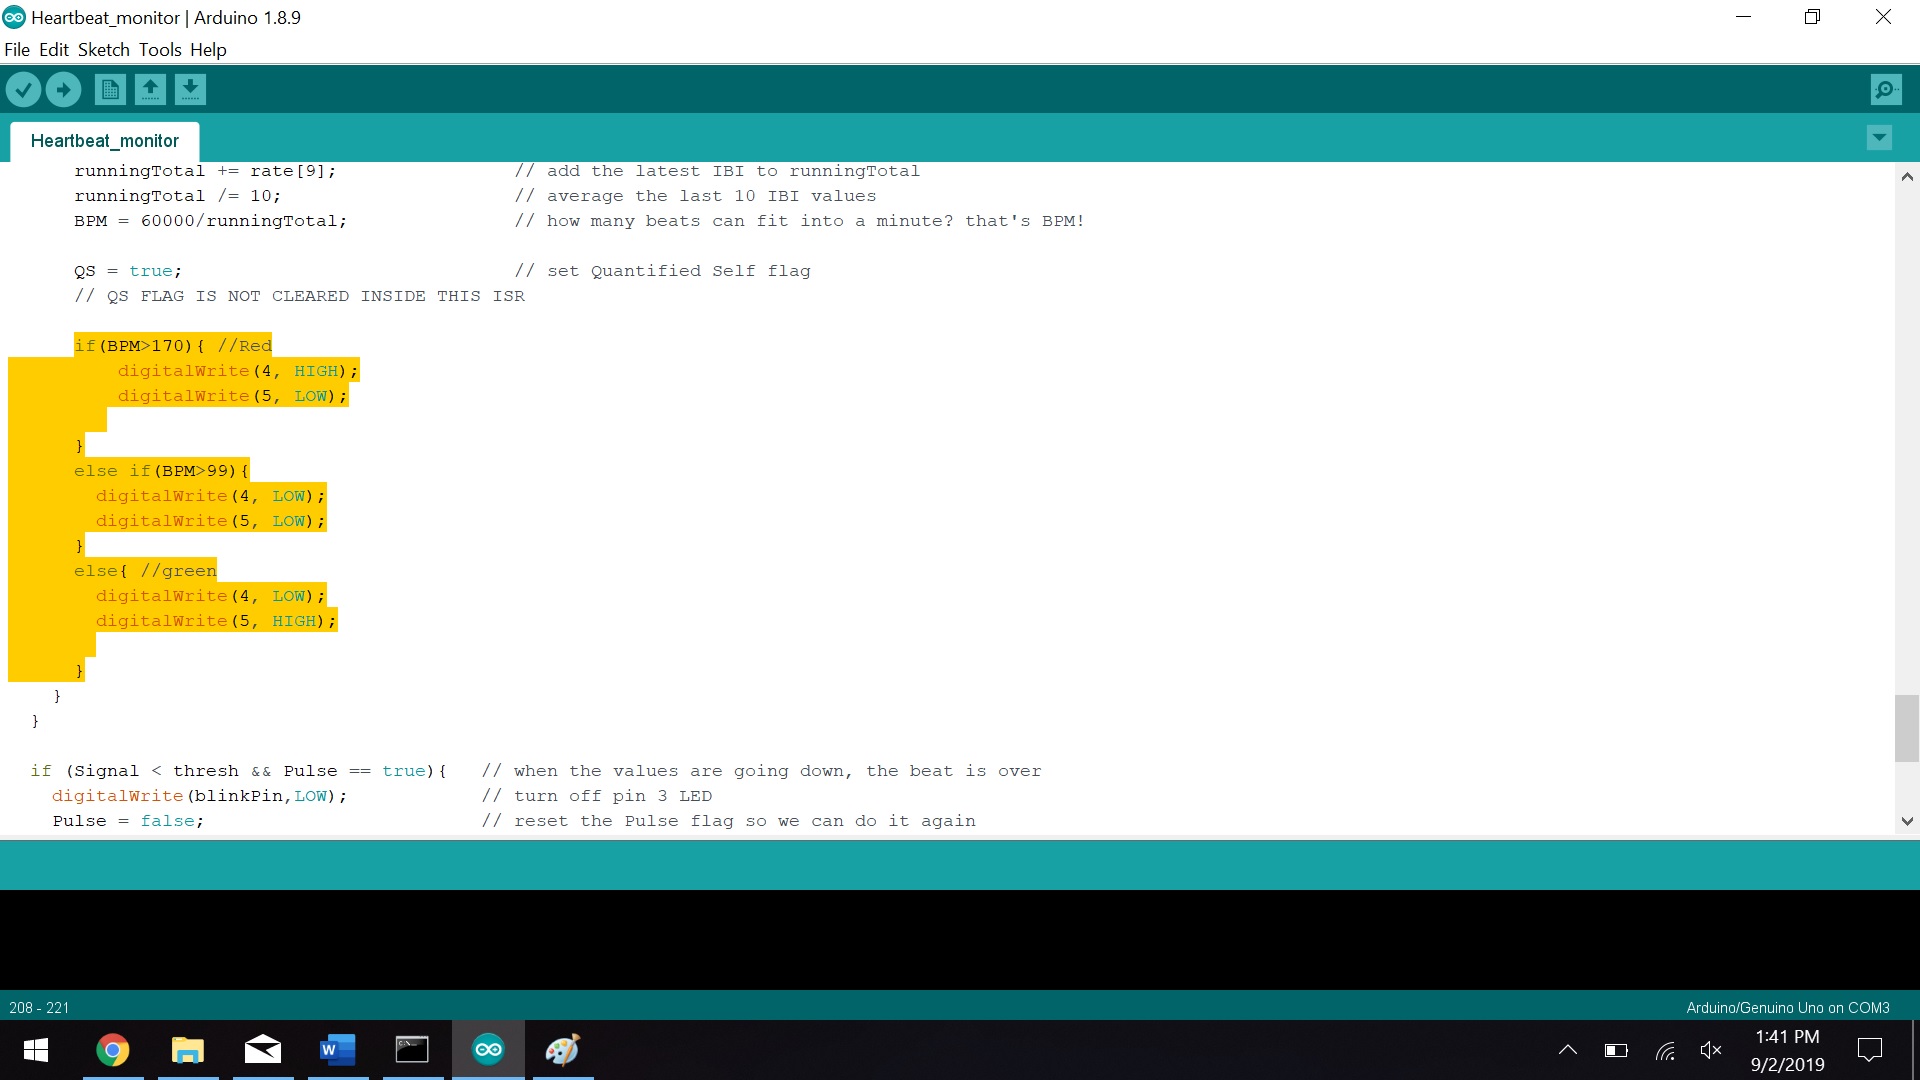 Heartbeat_monitor | Arduino 1.8.9
File Edit Sketch Tools Help
Heartbeat_monitor
runningTotal += rate[9]; // add the latest IBI to runningTotal
runningTotal /= 10; // average the last 10 IBI values
BPM = 60000/runningTotal; // how many beats can fit into a minute? that's BPM!
QS = true; // set Quantified Self flag
// QS FLAG IS NOT CLEARED INSIDE THIS ISR
if(BPM>170){ //Red
digitalWrite(4, HIGH);
digitalWrite(5, LOW);
}
else if(BPM>99){
digitalWrite(4, LOW);
digitalWrite(5, LOW);
}
else{ //green
digitalWrite(4, LOW);
digitalWrite(5, HIGH);
}
}
}
if (Signal < thresh && Pulse == true){ // when the values are going down, the beat is over
digitalWrite(blinkPin,LOW); // turn off pin 3 LED
Pulse = false; // reset the Pulse flag so we can do it again
208 - 221
Arduino/Genuino Uno on COM3
W
C:\.
1:41 PM
9/2/2019